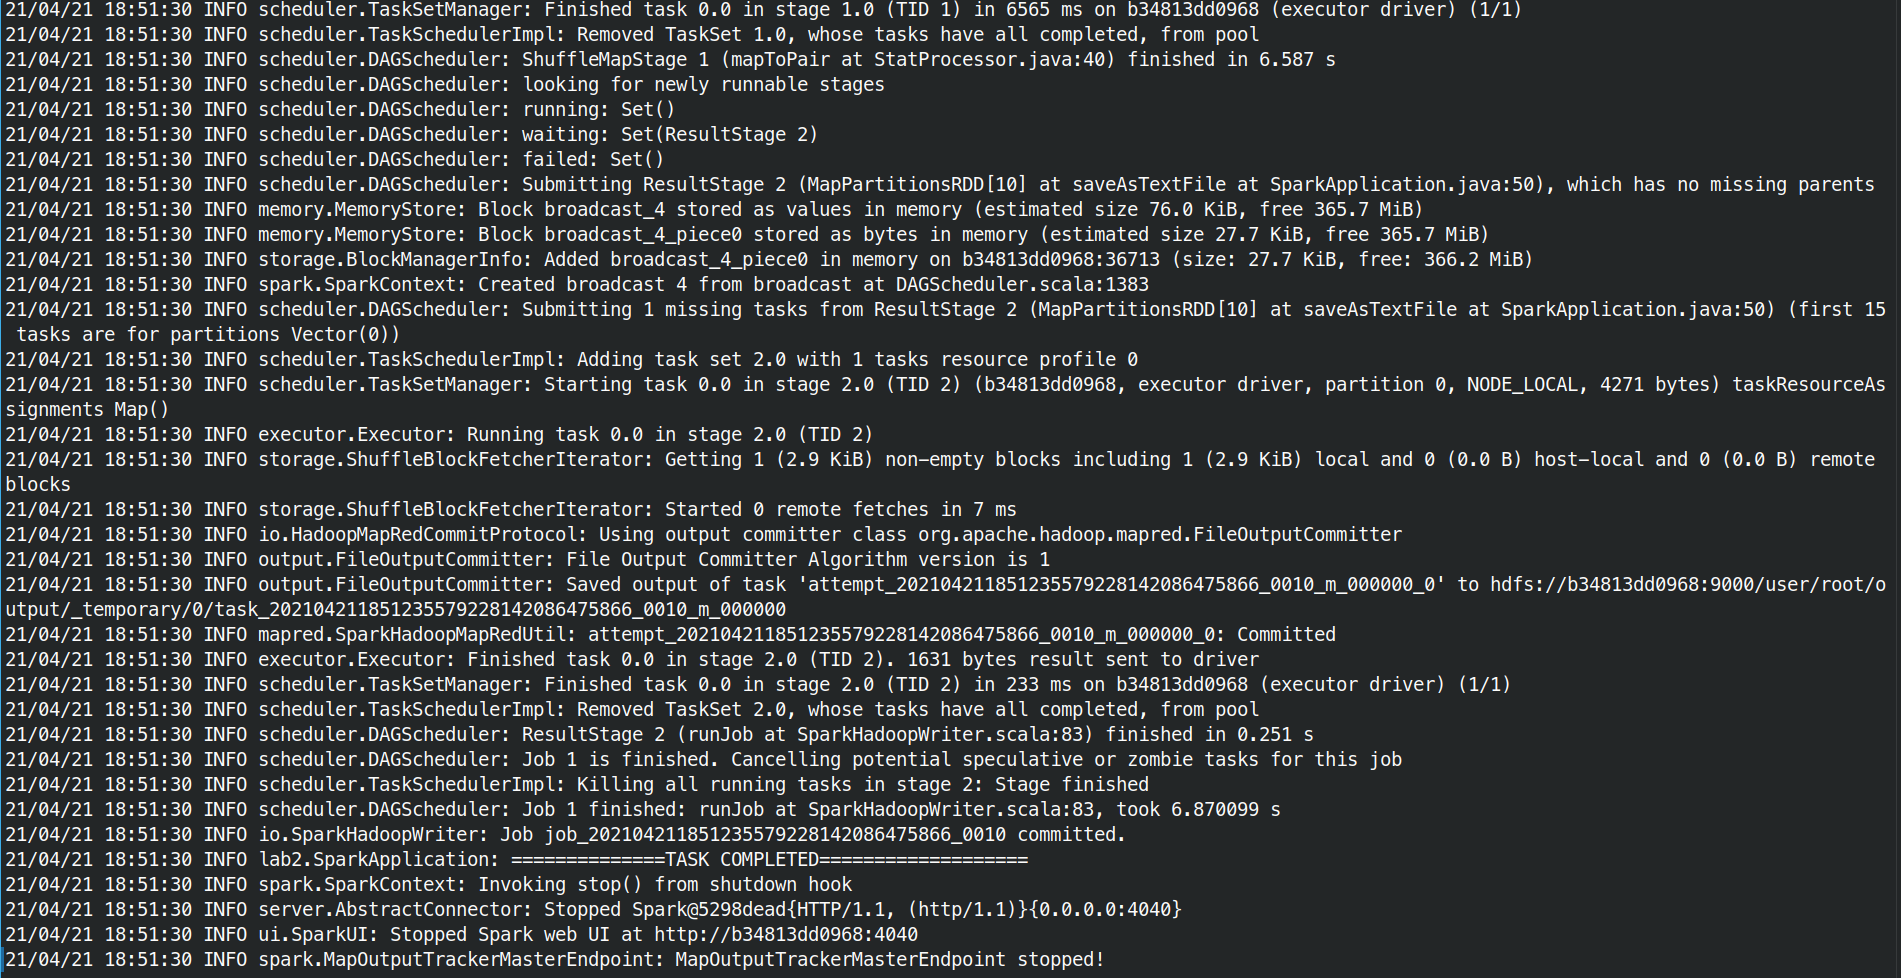 21/04/21 18:51:30 INFO scheduler.TaskSetManager: Finished task 0.0 in stage 1.0 (TID 1) in 6565 ms on b34813dd0968 (executor driver) (1/1)
21/04/21 18:51:30 INFO scheduler.TaskSchedulerImpl: Removed TaskSet 1.0, whose tasks have all completed, from pool
21/04/21 18:51:30 INFO scheduler.DAGScheduler: ShuffleMapStage 1 (mapToPair at StatProcessor.java:40) finished in 6.587 s
21/04/21 18:51:30 INFO scheduler.DAGScheduler: looking for newly runnable stages
21/04/21 18:51:30 INFO scheduler.DAGScheduler: running: Set()
21/04/21 18:51:30 INFO scheduler.DAGScheduler: waiting: Set(ResultStage 2)
21/04/21 18:51:30 INFO scheduler.DAGScheduler: failed: Set()
21/04/21 18:51:30 INFO scheduler.DAGScheduler: Submitting ResultStage 2 (MapPartitionsRDD[10] at saveAsTextFile at SparkApplication.java:50), which has no missing parents
21/04/21 18:51:30 INFO memory.MemoryStore: Block broadcast_4 stored as values in memory (estimated size 76.0 KiB, free 365.7 MiB)
21/04/21 18:51:30 INFO memory.MemoryStore: Block broadcast_4_piece0 stored as bytes in memory (estimated size 27.7 KiB, free 365.7 MiB)
21/04/21 18:51:30 INFO storage.BlockManagerInfo: Added broadcast_4_piece0 in memory on b34813dd0968:36713 (size: 27.7 KiB, free: 366.2 MiB)
21/04/21 18:51:30 INFO spark.SparkContext: Created broadcast 4 from broadcast at DAGScheduler.scala:1383
21/04/21 18:51:30 INFO scheduler.DAGScheduler: Submitting 1 missing tasks from ResultStage 2 (MapPartitionsRDD[10] at saveAsTextFile at SparkApplication.java:50) (first 15
 tasks are for partitions Vector(0))
21/04/21 18:51:30 INFO scheduler.TaskSchedulerImpl: Adding task set 2.0 with 1 tasks resource profile 0
21/04/21 18:51:30 INFO scheduler.TaskSetManager: Starting task 0.0 in stage 2.0 (TID 2) (b34813dd0968, executor driver, partition 0, NODE_LOCAL, 4271 bytes) taskResourceAs
signments Map()
21/04/21 18:51:30 INFO executor.Executor: Running task 0.0 in stage 2.0 (TID 2)
21/04/21 18:51:30 INFO storage.ShuffleBlockFetcherIterator: Getting 1 (2.9 KiB) non-empty blocks including 1 (2.9 KiB) local and 0 (0.0 B) host-local and 0 (0.0 B) remote
blocks
21/04/21 18:51:30 INFO storage.ShuffleBlockFetcherIterator: Started 0 remote fetches in 7 ms
21/04/21 18:51:30 INFO io.HadoopMapRedCommitProtocol: Using output committer class org.apache.hadoop.mapred.FileOutputCommitter
21/04/21 18:51:30 INFO output.FileOutputCommitter: File Output Committer Algorithm version is 1
21/04/21 18:51:30 INFO output.FileOutputCommitter: Saved output of task 'attempt_20210421185123557922814208647​5866_0010_m_000000_0' to hdfs://b34813dd0968:9000/user/root/o
utput/_temporary/0/task_202104211851235579228142086475866_0010_m_000000
21/04/21 18:51:30 INFO mapred.SparkHadoopMapRedUtil: attempt_202104211851235579228142086475866_0010_m_000000_0: Committed
21/04/21 18:51:30 INFO executor.Executor: Finished task 0.0 in stage 2.0 (TID 2). 1631 bytes result sent to driver
21/04/21 18:51:30 INFO scheduler.TaskSetManager: Finished task 0.0 in stage 2.0 (TID 2) in 233 ms on b34813dd0968 (executor driver) (1/1)
21/04/21 18:51:30 INFO scheduler.TaskSchedulerImpl: Removed TaskSet 2.0, whose tasks have all completed, from pool
21/04/21 18:51:30 INFO scheduler.DAGScheduler: ResultStage 2 (runJob at SparkHadoopWriter.scala:83) finished in 0.251 s
21/04/21 18:51:30 INFO scheduler.DAGScheduler: Job 1 is finished. Cancelling potential speculative or zombie tasks for this job
21/04/21 18:51:30 INFO scheduler.TaskSchedulerImpl: Killing all running tasks in stage 2: Stage finished
21/04/21 18:51:30 INFO scheduler.DAGScheduler: Job 1 finished: runJob at SparkHadoopWriter.scala:83, took 6.870099 s
21/04/21 18:51:30 INFO io.SparkHadoopWriter: Job job_202104211851235579228142086475866_0010 committed.
21/04/21 18:51:30 INFO lab2.SparkApplication: ==============TASK COMPLETED===================
21/04/21 18:51:30 INFO spark.SparkContext: Invoking stop() from shutdown hook
21/04/21 18:51:30 INFO server.AbstractConnector: Stopped Spark@5298dead{HTTP/1.1, (http/1.1)}{0.0.0.0:4040}
21/04/21 18:51:30 INFO ui.SparkUI: Stopped Spark web UI at http://b34813dd0968:4040
21/04/21 18:51:30 INFO spark.MapOutputTrackerMasterEndpoint: MapOutputTrackerMasterEndpoint stopped!